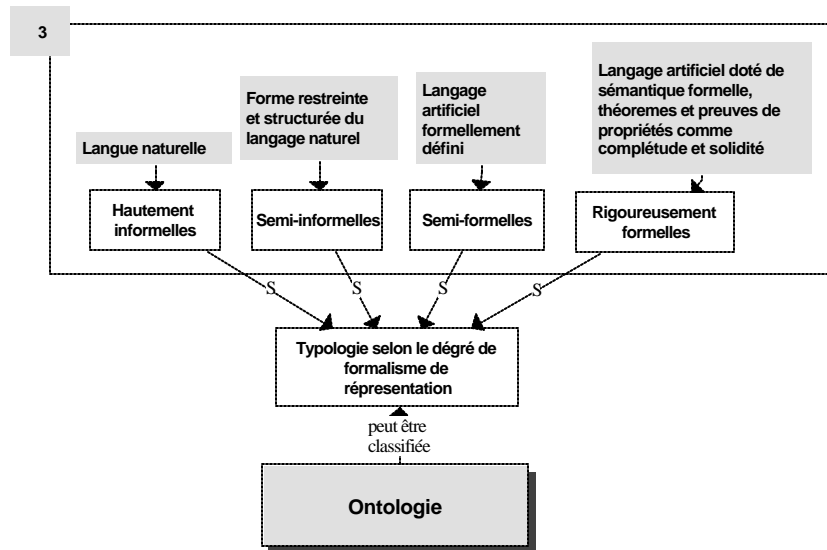 3
Langage artificiel doté de
sémantique formelle,
théoremes et preuves de
propriétés comme
complétude et solidité
Forme restreinte
et structurée du
langage naturel
Langage
artificiel
formellement
défini
Langue naturelle
Hautement
informelles
Semi-informelles
Semi-formelles
Rigoureusement
formelles
S
S
S
S
Typologie selon le dégré de
formalisme de
réprésentation
peut être
classifiée
Ontologie